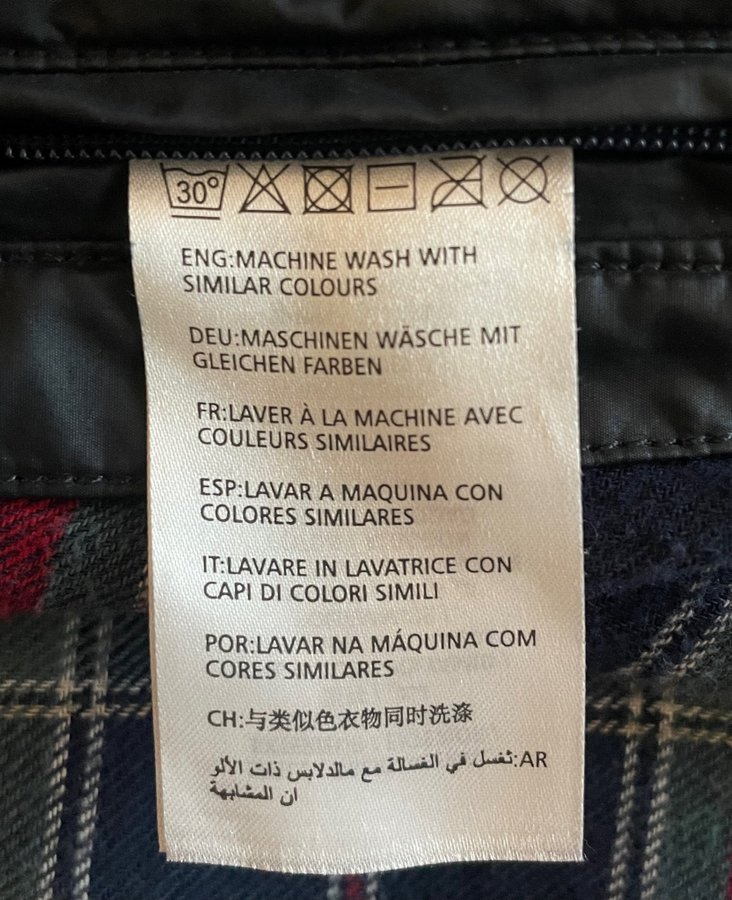 30°
ENG:MACHINE WASH WITH
SIMILAR COLOURS
DEU:MASCHINEN WÄSCHE MIT
GLEICHEN FARBEN
FR:LAVER À LA MACHINE AVEC
COULEURS SIMILAIRES
ESP:LAVAR A MAQUINA CON
COLORES SIMILARES
IT:LAVARE IN LAVATRICE CON
CAPI DI COLORI SIMILI
POR:LAVAR NA MÁQUINA COM
CORES SIMILARES
CH:与类似色衣物同时洗涤
AR:تغسل في الغسالة مع مالدلابس ذات الألو
ان المشابهة